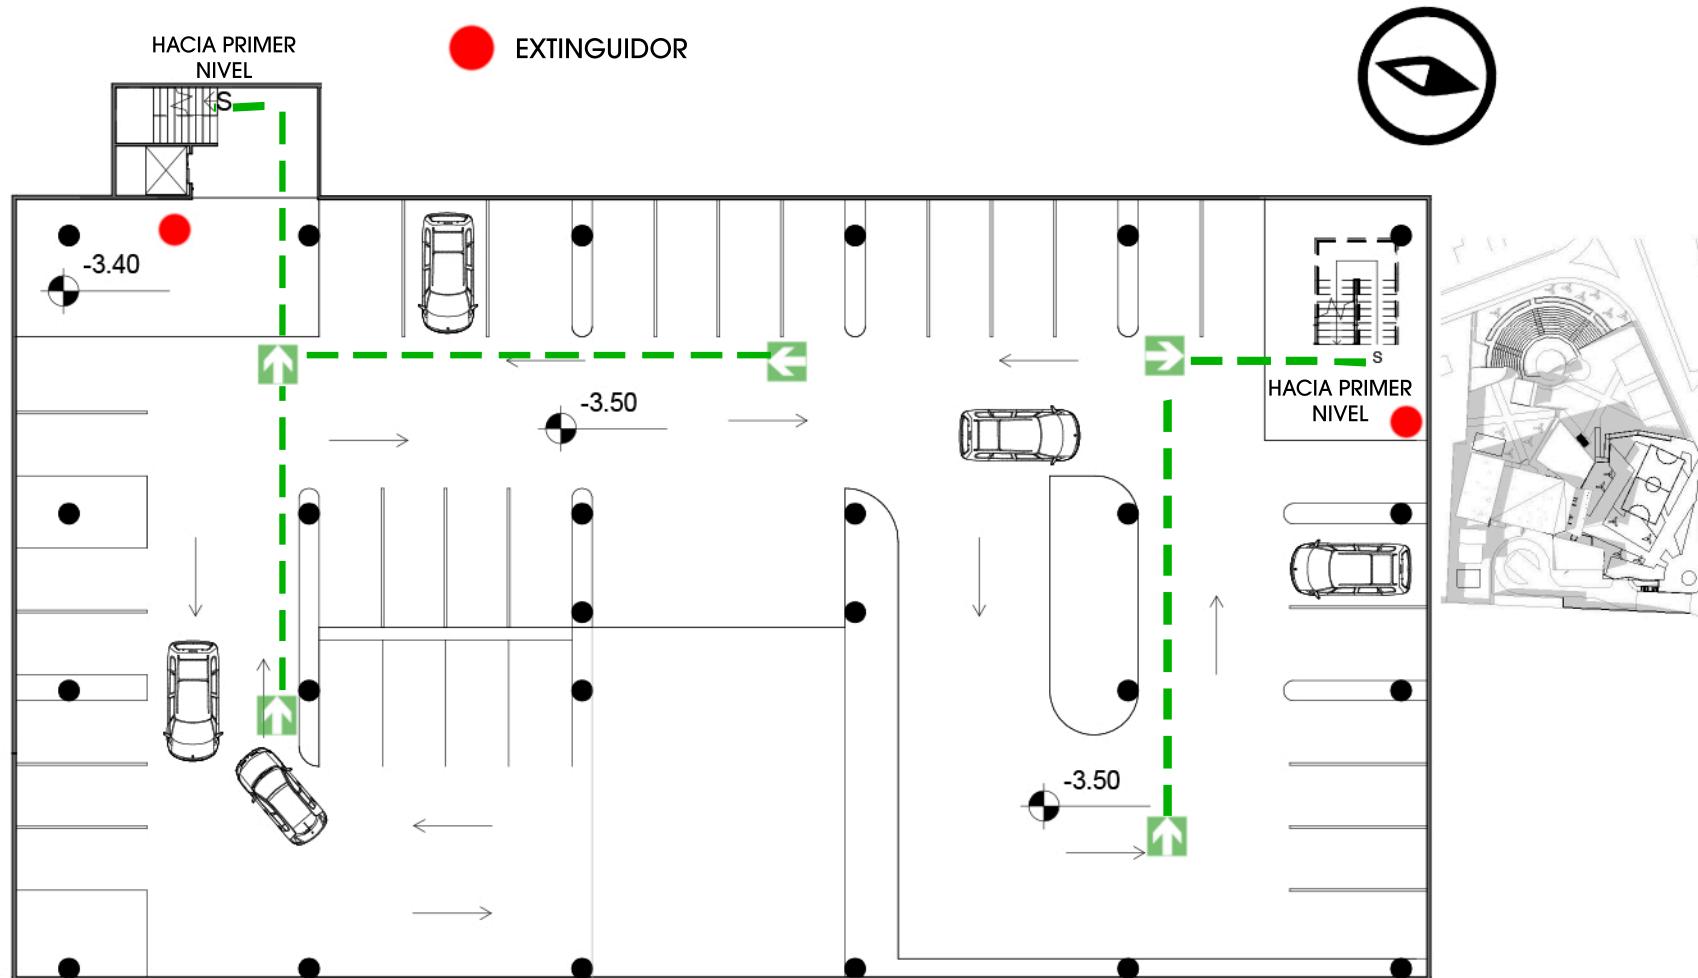 HACIA PRIMER
NIVEL
EXTINGUIDOR
S
-3.40
-3.50
S
HACIA PRIMER
NIVEL
-3.50